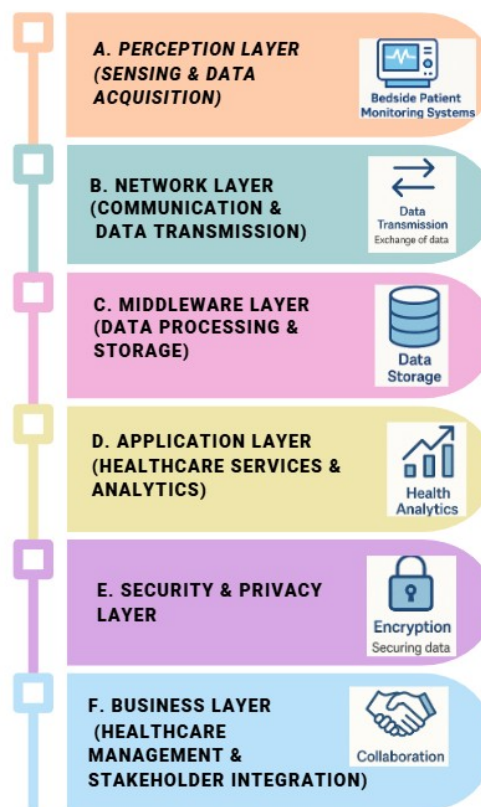 A. PERCEPTION LAYER
(SENSING & DATA
ACQUISITION)
Bedside Patient
Monitoring Systems
B. NETWORK LAYER
(COMMUNICATION &
DATA TRANSMISSION)
Data
Transmission
Exchange of data
C. MIDDLEWARE LAYER
(DATA PROCESSING &
STORAGE)
Data
Storage
D. APPLICATION LAYER
(HEALTHCARE SERVICES &
ANALYTICS)
Health
Analytics
E. SECURITY & PRIVACY
LAYER
Encryption
Securing data
F. BUSINESS LAYER
(HEALTHCARE
MANAGEMENT &
STAKEHOLDER INTEGRATION)
Collaboration